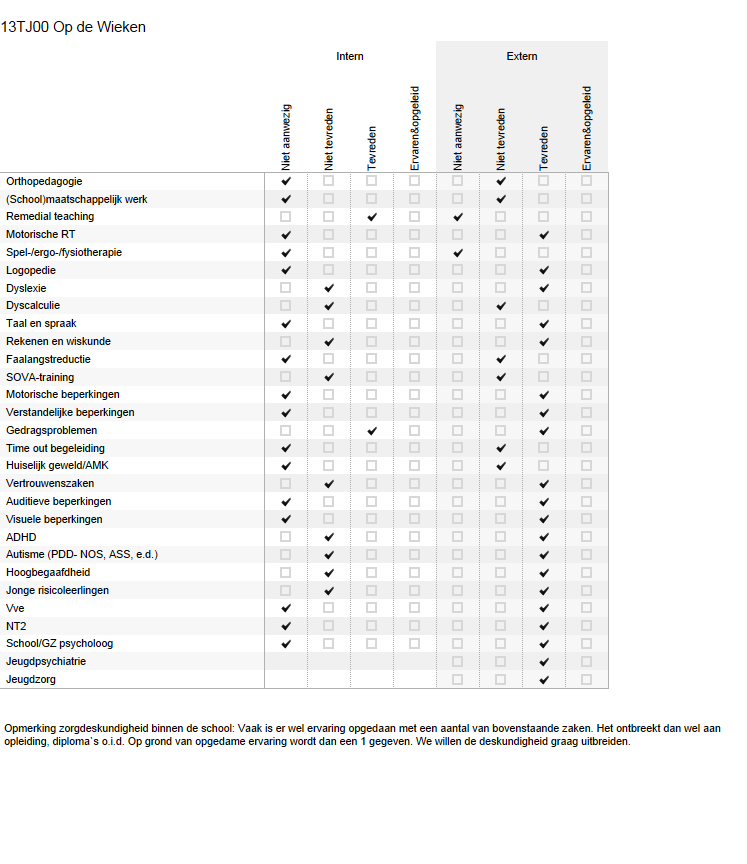 13TJ00 Op de Wieken
Intern Extern
Niet aanwezig Niet tevreden Tevreden Ervaren&opgeleid Niet aanwezig Niet tevreden Tevreden Ervaren&opgeleid
Orthopedagogie
(School)maatschappelijk werk
Remedial teaching
Motorische RT
Spel-/ergo-/fysiotherapie
Logopedie
Dyslexie
Dyscalculie
Taal en spraak
Rekenen en wiskunde
Faalangstreductie
SOVA-training
Motorische beperkingen
Verstandelijke beperkingen
Gedragsproblemen
Time out begeleiding
Huiselijk geweld/AMK
Vertrouwenszaken
Auditieve beperkingen
Visuele beperkingen
ADHD
Autisme (PDD- NOS, ASS, e.d.)
Hoogbegaafdheid
Jonge risicoleerlingen
Vve
NT2
School/GZ psycholoog
Jeugdpsychiatrie
Jeugdzorg
Opmerking zorgdeskundigheid binnen de school: Vaak is er wel ervaring opgedaan met een aantal van bovenstaande zaken. Het ontbreekt dan wel aan
opleiding, diploma`s o.i.d. Op grond van opgedame ervaring wordt dan een 1 gegeven. We willen de deskundigheid graag uitbreiden.